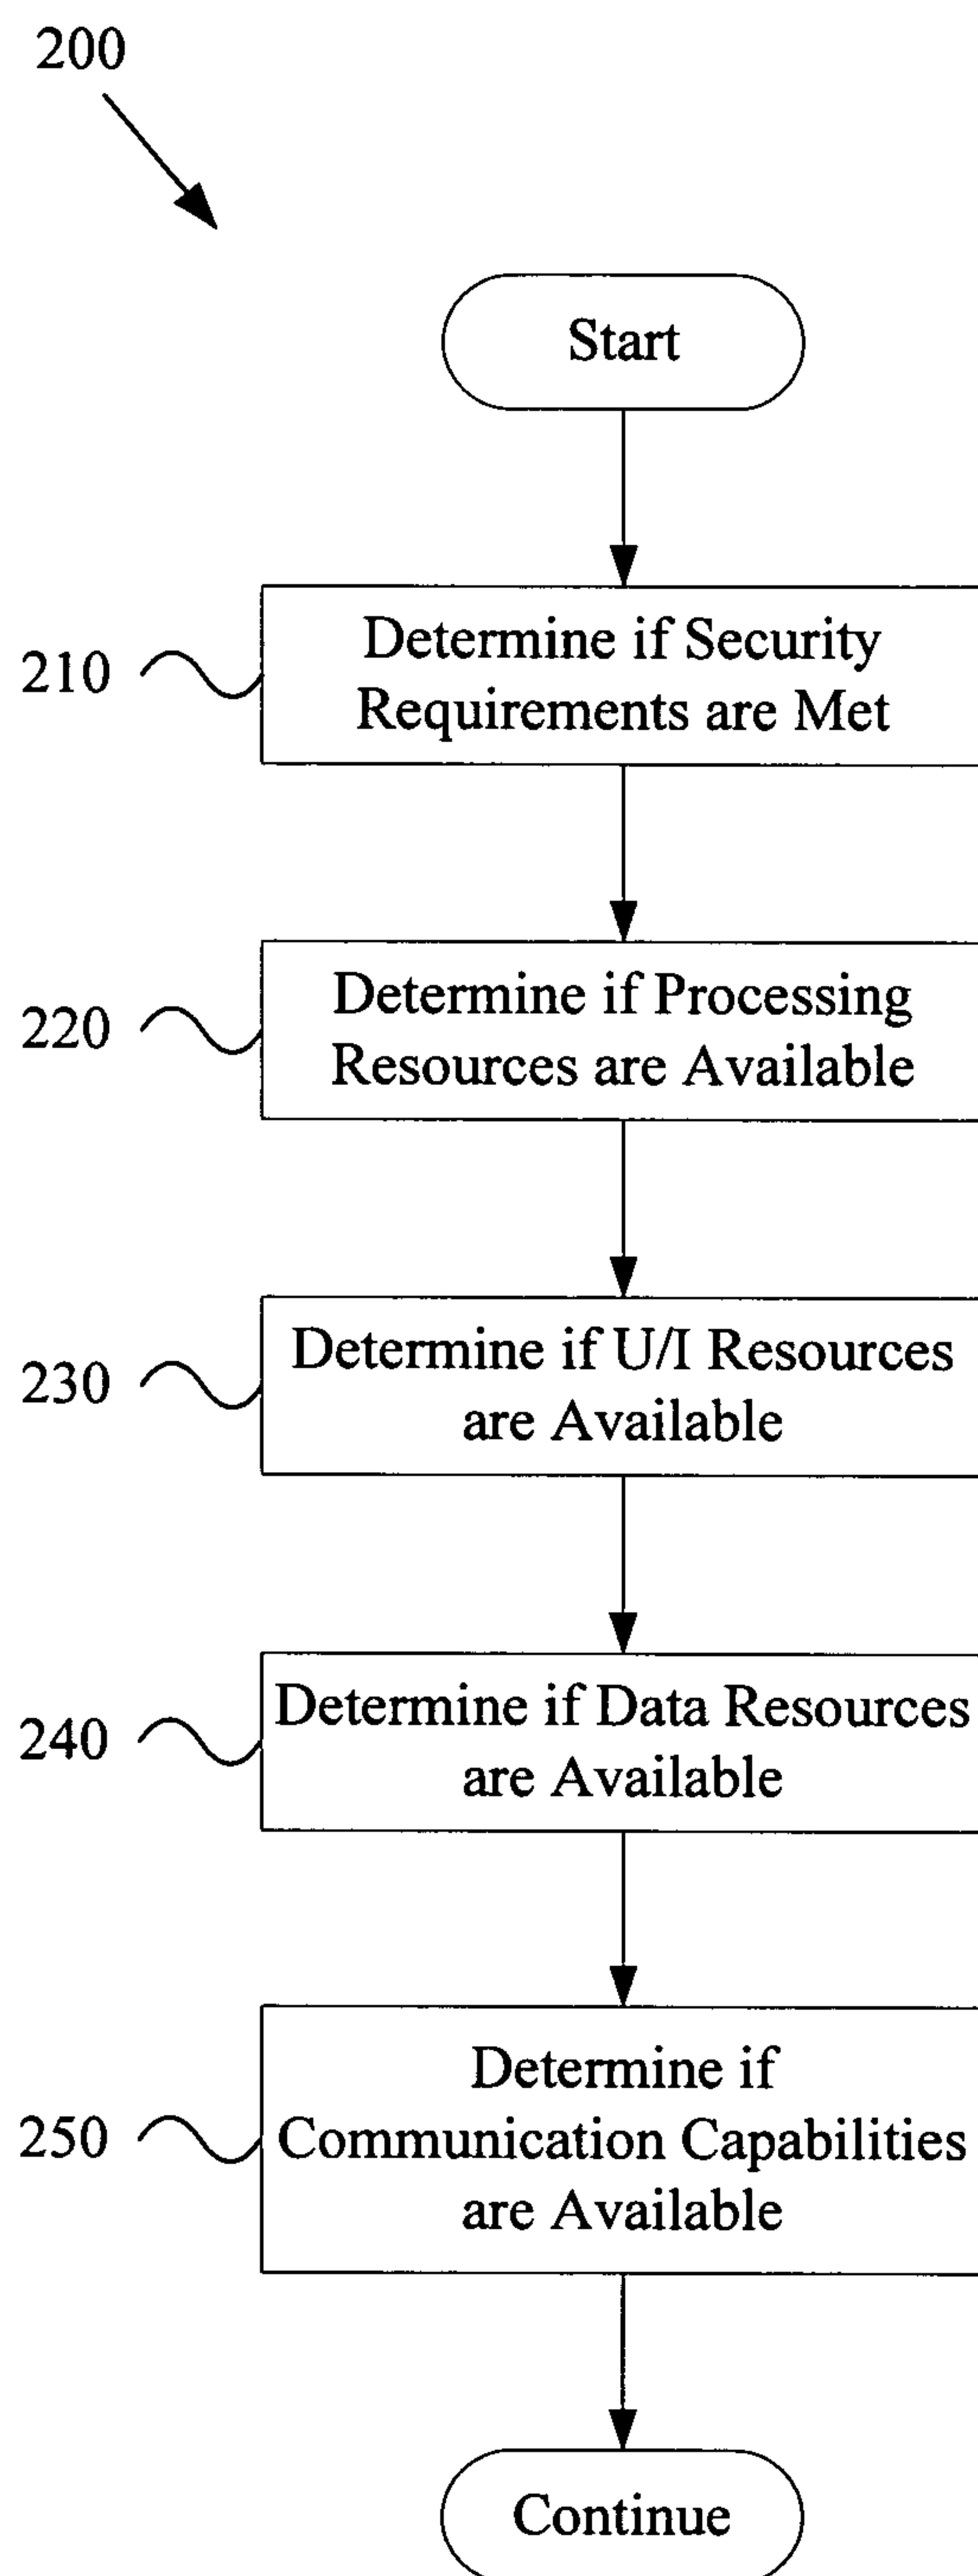 200
Start
210
Determine if Security
Requirements are Met
220
Determine if Processing
Resources are Available
230
Determine if U/I Resources
are Available
240
Determine if Data Resources
are Available
250
Determine if
Communication Capabilities
are Available
Continue